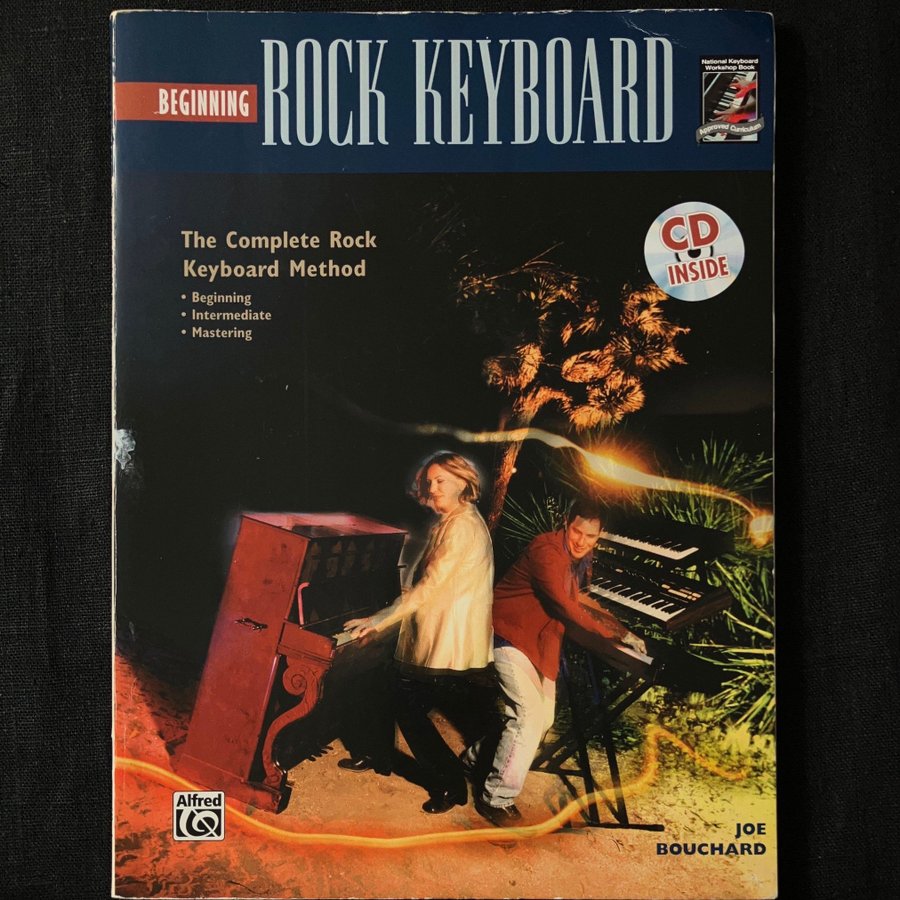 BEGINNING
ROCK KEYBOARD
National Keyboard
Workshop Book
Approved Curriculum
The Complete Rock
Keyboard Method
• Beginning
• Intermediate
• Mastering
CD
INSIDE
Alfred
JOE
BOUCHARD